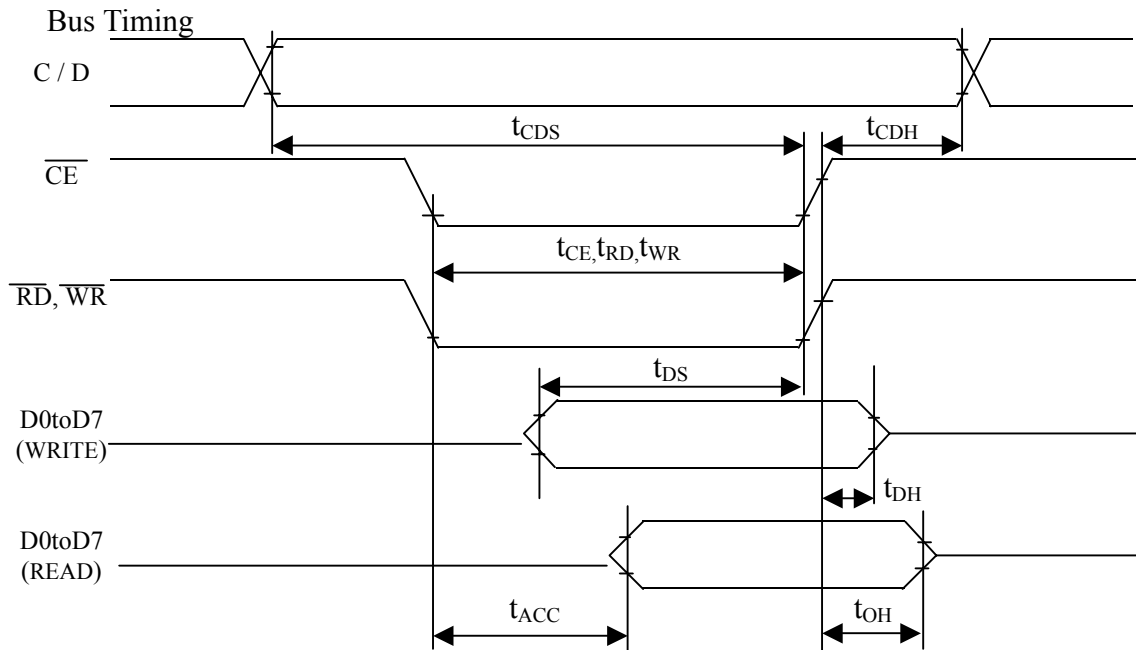 Bus Timing
C / D
tCDS
tCDH
CE
tCE,tRD,tWR
RD, WR
tDS
D0toD7
(WRITE)
tDH
D0toD7
(READ)
tACC
tOH